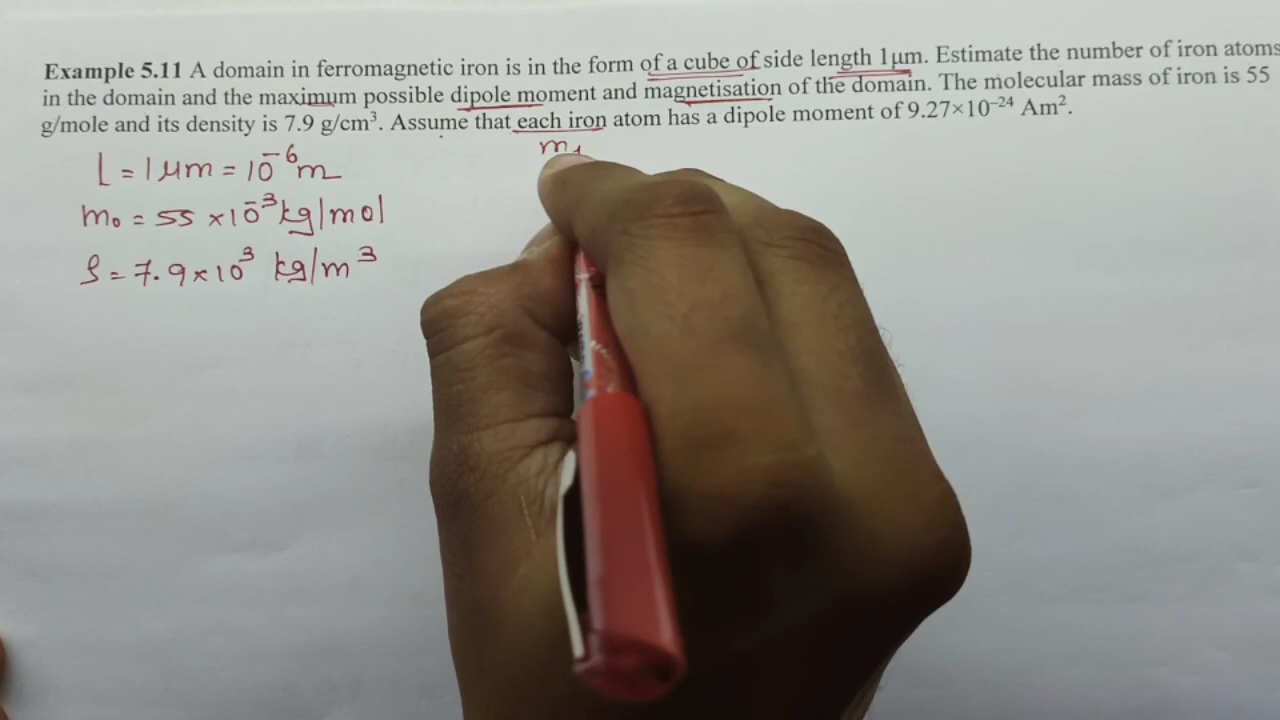 Example 5.11 A domain in ferromagnetic iron is in the form of a cube of side length 1μm. Estimate the number of iron atoms
in the domain and the maximum possible dipole moment and magnetisation of the domain. The molecular mass of iron is 55
g/mole and its density is 7.9 g/cm³. Assume that each iron atom has a dipole moment of 9.27×10⁻²⁴ Am².
l = 1 μm = 10⁻⁶ m
m₀ = 55 × 10⁻³ kg/mol
ρ = 7.9 × 10³ kg/m³